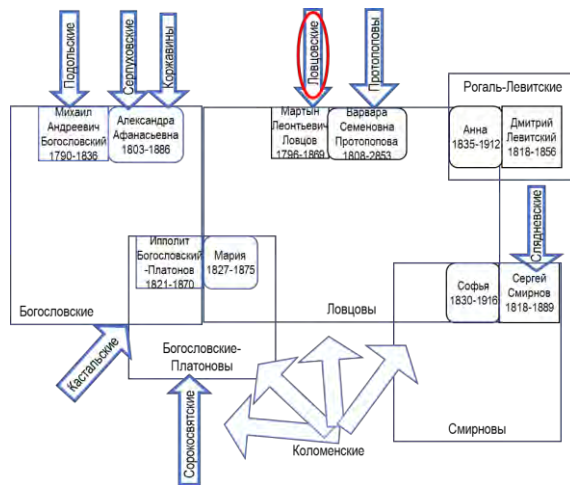 Подольские
Серпуховские
Коржавины
Ловцовские
Протопоповы
Рогаль-Левитские
Михаил
Андреевич
Богословский
1790-1836
Александра
Афанасьевна
1803-1886
Мартын
Леонтьевич
Ловцов
1796-1869
Варвара
Семеновна
Протопопова
1808-2853
Анна
1835-1912
Дмитрий
Левитский
1818-1856
Слядневские
Ипполит
Богословский
-Платонов
1821-1870
Мария
1827-1875
Софья
1830-1916
Сергей
Смирнов
1818-1889
Богословские
Ловцовы
Кастальские
Богословские-
Платоновы
Сорокосвятские
Коломенские
Смирновы